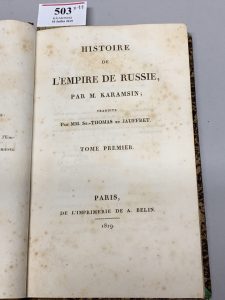 503
HISTOIRE
DE
L'EMPIRE DE RUSSIE,
PAR M. KARAMSIN;
TRADUITE
PAR MM. ST.-THOMAS ET JAUFFRET.
TOME PREMIER.
PARIS,
DE L'IMPRIMERIE DE A. BELIN.
1819